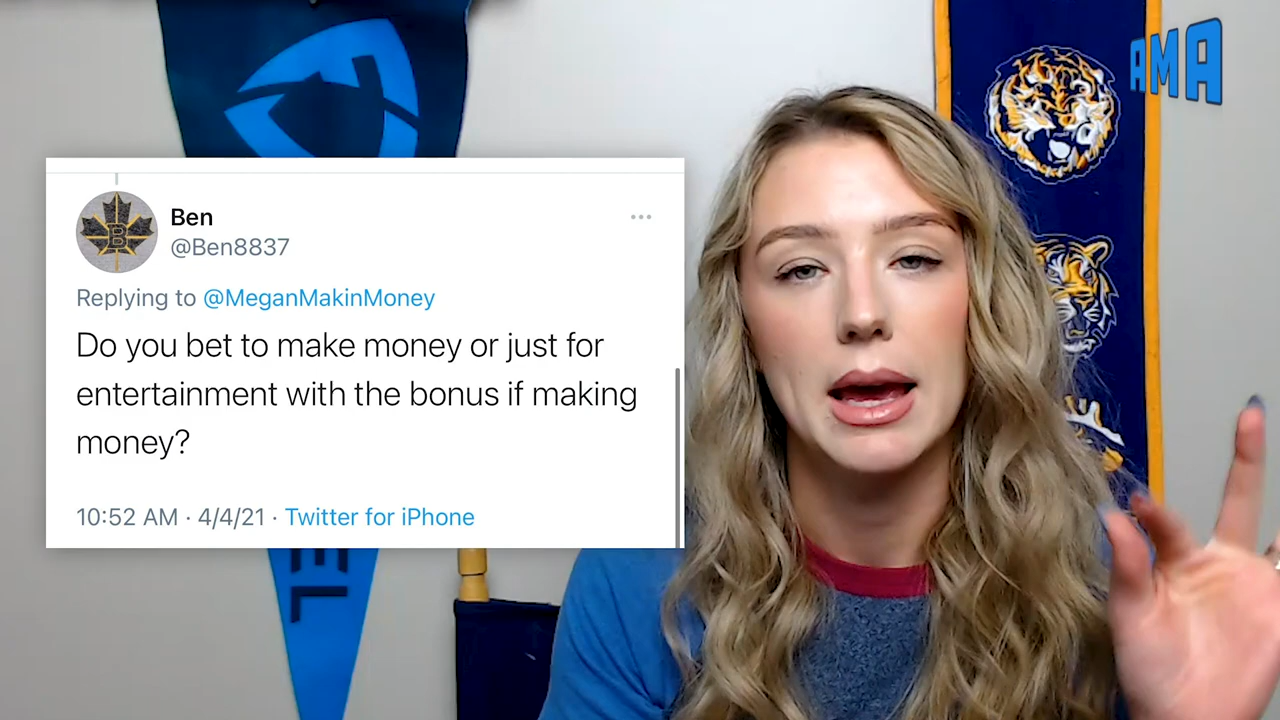 AMA
Ben
@Ben8837
Replying to @MeganMakinMoney
Do you bet to make money or just for
entertainment with the bonus if making
money?
10:52 AM · 4/4/21 · Twitter for iPhone
EL
B